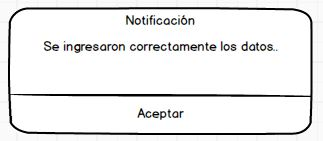 Notificación
Se ingresaron correctamente los datos..
Aceptar